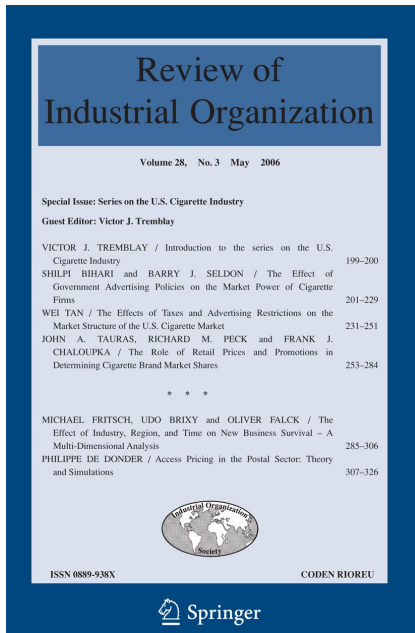 Review of
Industrial Organization
Volume 28, No. 3 May 2006
Special Issue: Series on the U.S. Cigarette Industry
Guest Editor: Victor J. Tremblay
VICTOR J. TREMBLAY / Introduction to the series on the U.S.
Cigarette Industry 199–200
SHILPI BIHARI and BARRY J. SELDON / The Effect of
Government Advertising Policies on the Market Power of Cigarette
Firms 201–229
WEI TAN / The Effects of Taxes and Advertising Restrictions on the
Market Structure of the U.S. Cigarette Market 231–251
JOHN A. TAURAS, RICHARD M. PECK and FRANK J.
CHALOUPKA / The Role of Retail Prices and Promotions in
Determining Cigarette Brand Market Shares 253–284
* * *
MICHAEL FRITSCH, UDO BRIXY and OLIVER FALCK / The
Effect of Industry, Region, and Time on New Business Survival – A
Multi-Dimensional Analysis 285–306
PHILIPPE DE DONDER / Access Pricing in the Postal Sector: Theory
and Simulations 307–326
Industrial Organization
Society
ISSN 0889-938X CODEN RIOREU
Springer